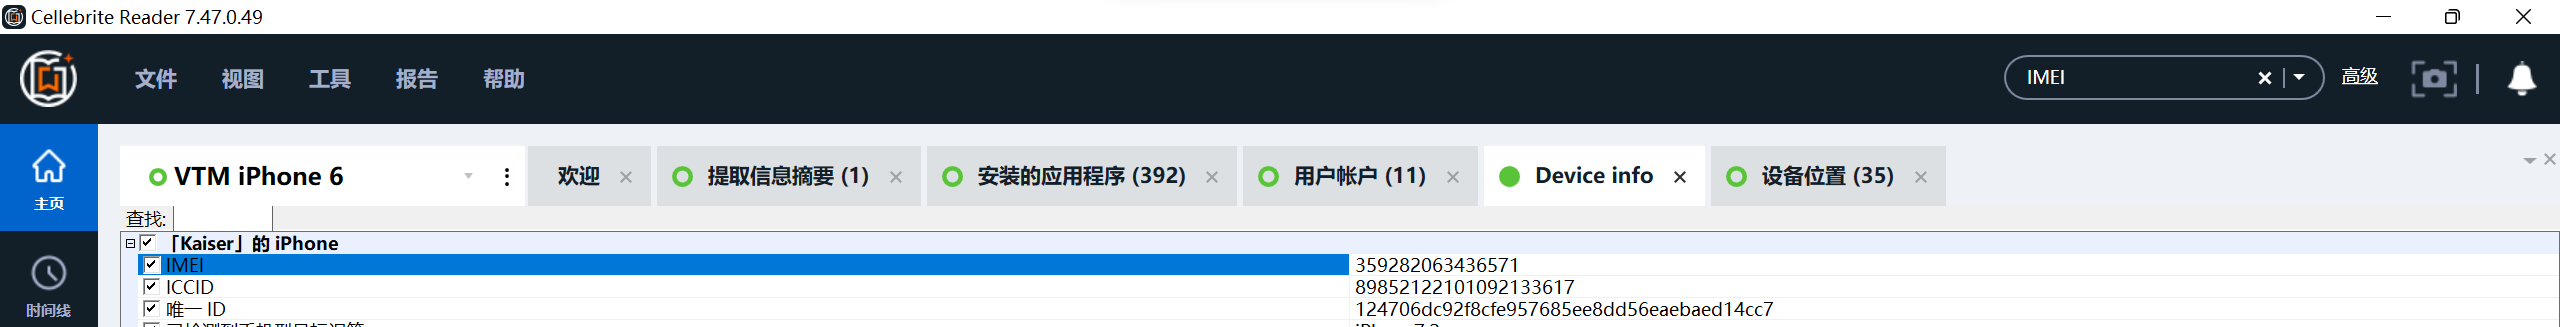 Cellebrite Reader 7.47.0.49
文件 视图 工具 报告 帮助 IMEI 高级
主页
时间线
VTM iPhone 6 欢迎 提取信息摘要 (1) 安装的应用程序 (392) 用户帐户 (11) Device info 设备位置 (35)
查找:
「Kaiser」的 iPhone
IMEI 359282063436571
ICCID 89852122101092133617
唯一 ID 124706dc92f8cfe957685ee8dd56eaebaed14cc7